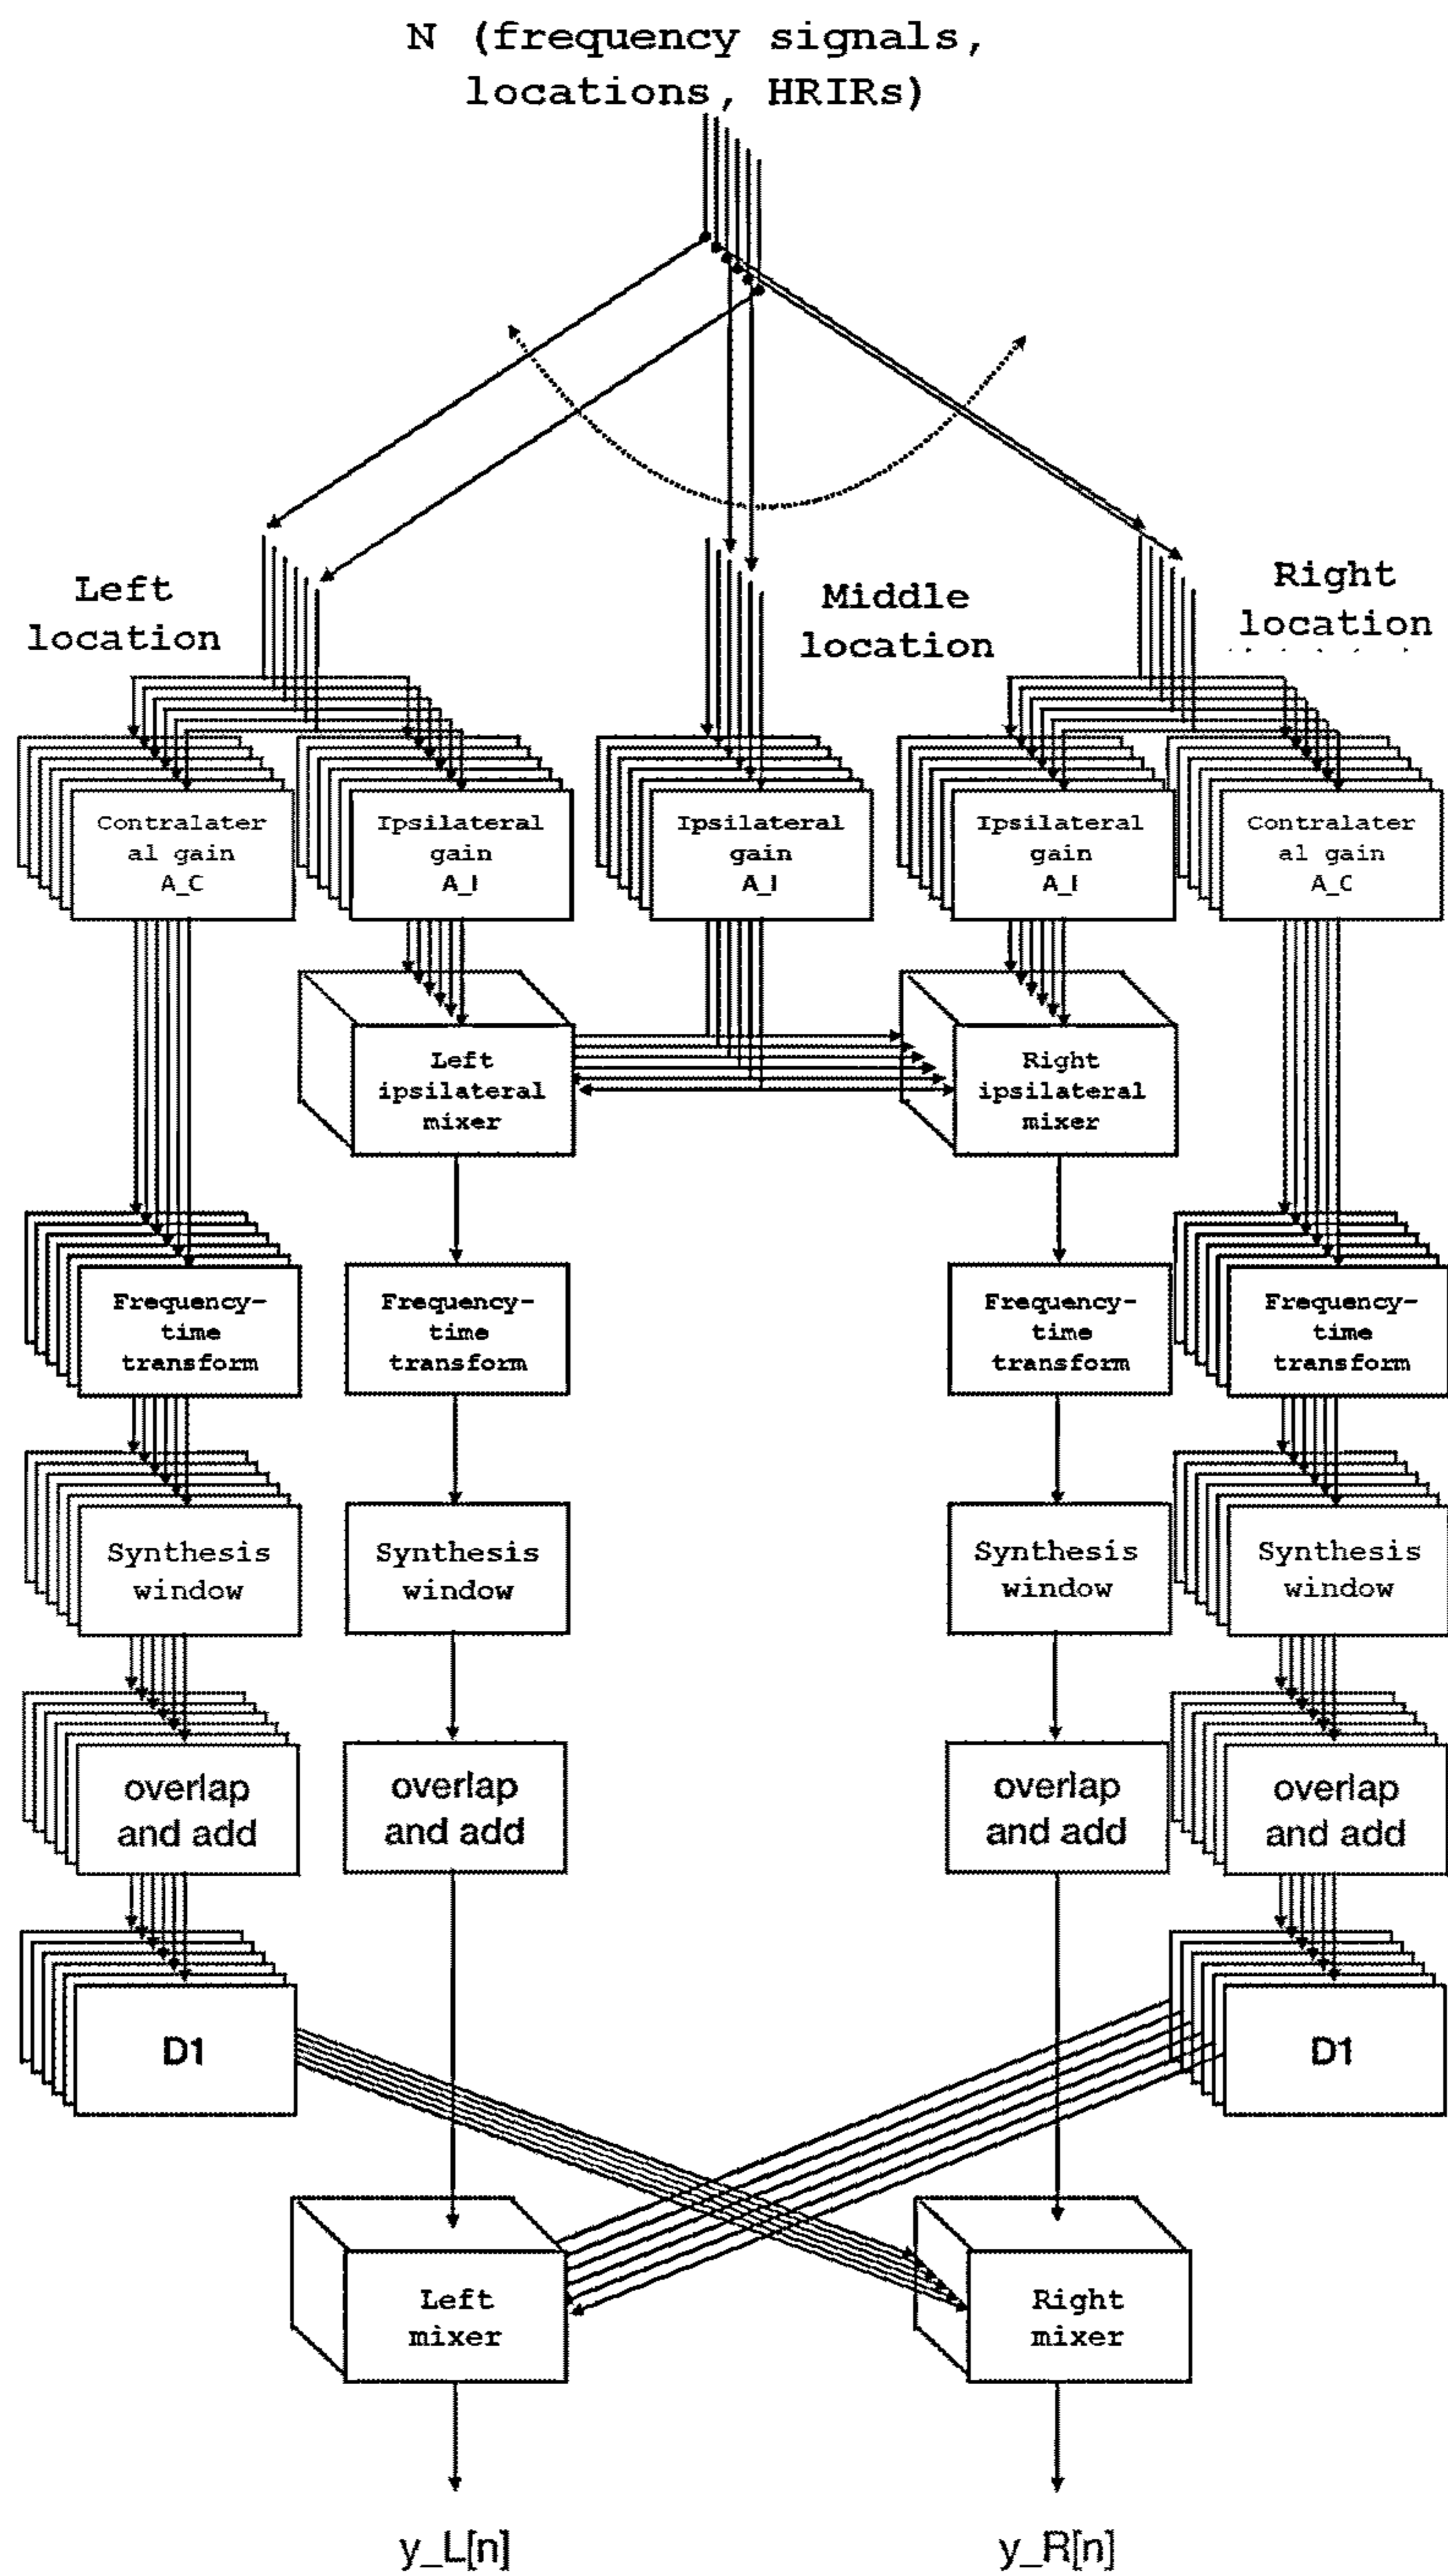 N (frequency signals,
locations, HRIRs)
Left
location
Middle
location
Right
location
Contralater
al gain
A_C
Ipsilateral
gain
A_I
Ipsilateral
gain
A_I
Ipsilateral
gain
A_I
Contralater
al gain
A_C
Left
ipsilateral
mixer
Right
ipsilateral
mixer
Frequency-
time
transform
Frequency-
time
transform
Frequency-
time
transform
Frequency-
time
transform
Synthesis
window
Synthesis
window
Synthesis
window
Synthesis
window
overlap
and add
overlap
and add
overlap
and add
overlap
and add
D1
D1
Left
mixer
Right
mixer
y_L[n]
y_R[n]